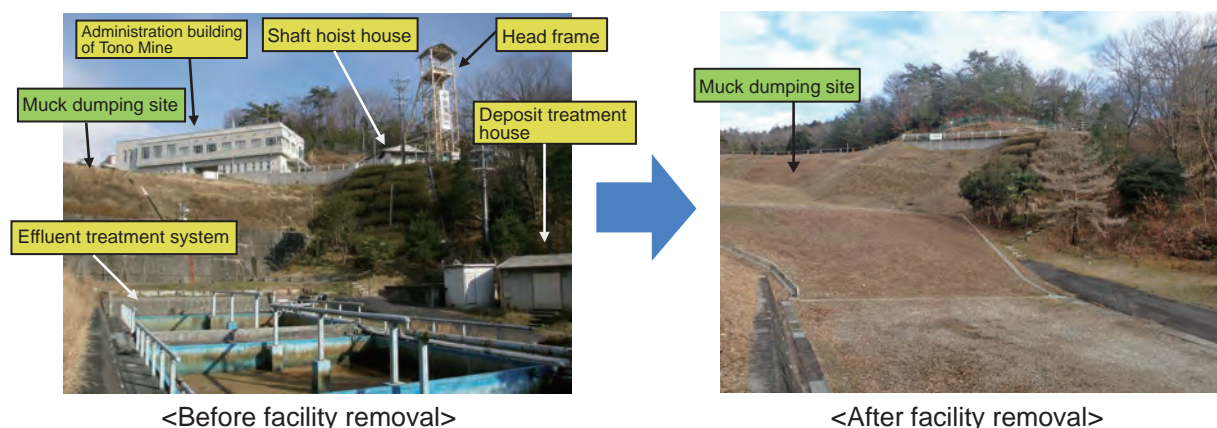 Administration building
of Tono Mine
Shaft hoist house
Head frame
Muck dumping site
Deposit treatment
house
Effluent treatment system
Muck dumping site
<Before facility removal>
<After facility removal>